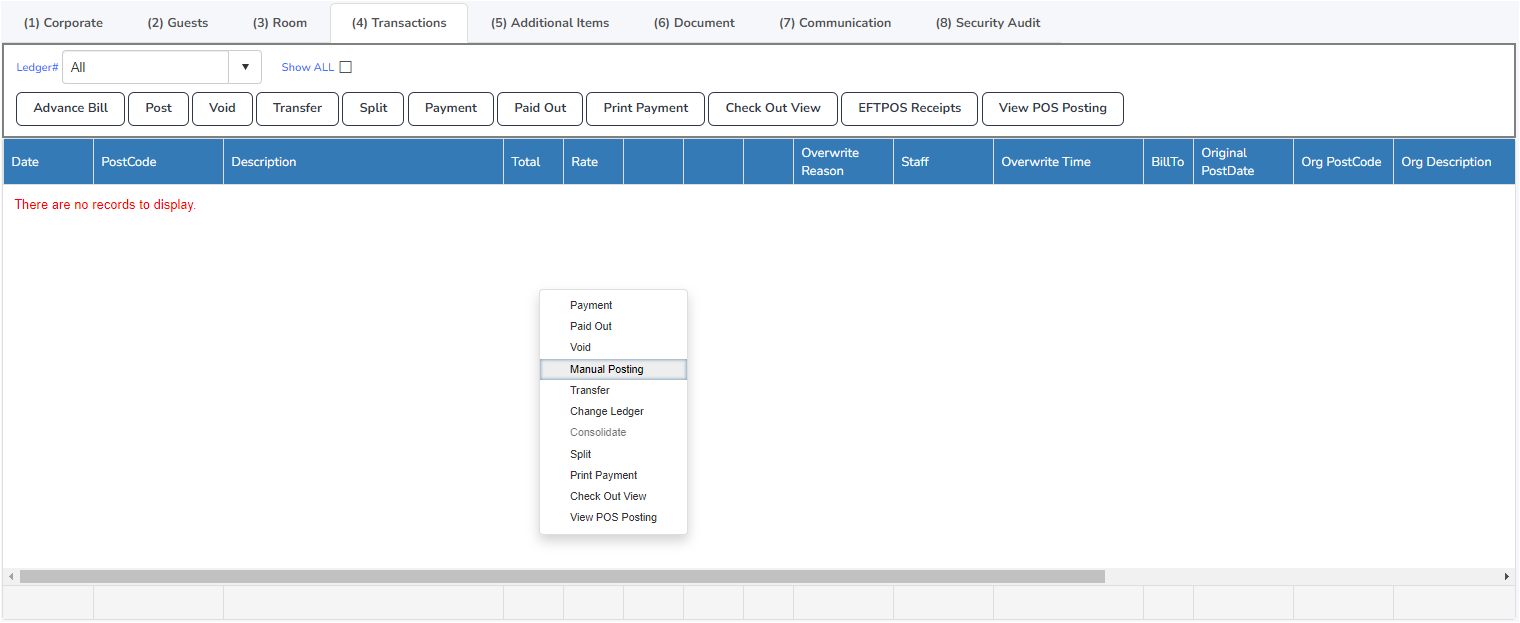 (1) Corporate (2) Guests (3) Room (4) Transactions (5) Additional Items (6) Document (7) Communication (8) Security Audit
Ledger# All Show ALL
Advance Bill Post Void Transfer Split Payment Paid Out Print Payment Check Out View EFTPOS Receipts View POS Posting
Date PostCode Description Total Rate Overwrite Reason Staff Overwrite Time BillTo Original PostDate Org PostCode Org Description
There are no records to display.
Payment
Paid Out
Void
Manual Posting
Transfer
Change Ledger
Consolidate
Split
Print Payment
Check Out View
View POS Posting